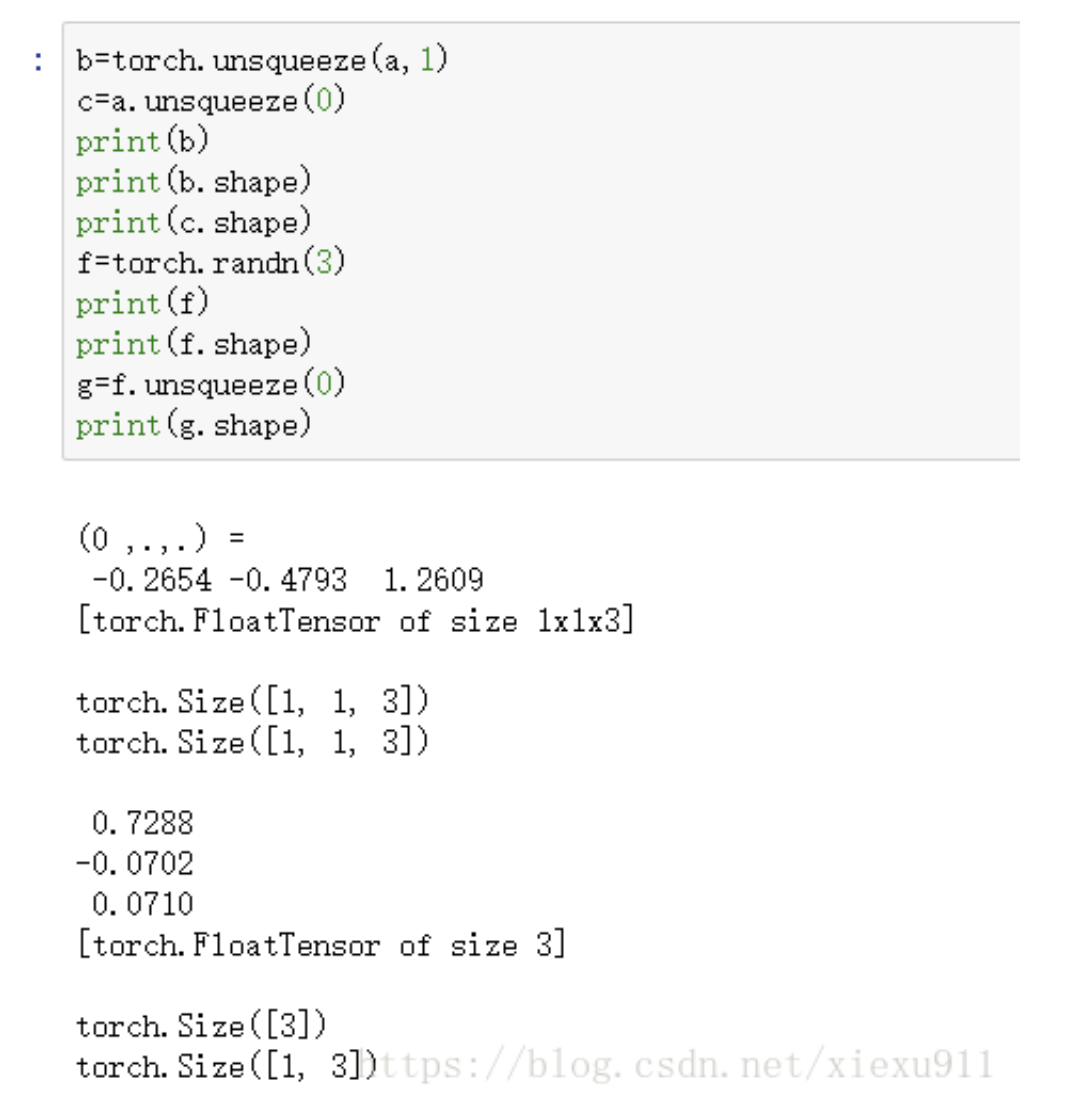 :
b=torch.unsqueeze(a,1)
c=a.unsqueeze(0)
print(b)
print(b.shape)
print(c.shape)
f=torch.randn(3)
print(f)
print(f.shape)
g=f.unsqueeze(0)
print(g.shape)
(0 ,.,.) =
-0.2654 -0.4793  1.2609
[torch.FloatTensor of size 1x1x3]
torch.Size([1, 1, 3])
torch.Size([1, 1, 3])
0.7288
-0.0702
0.0710
[torch.FloatTensor of size 3]
torch.Size([3])
torch.Size([1, 3])
https://blog.csdn.net/xiexu911